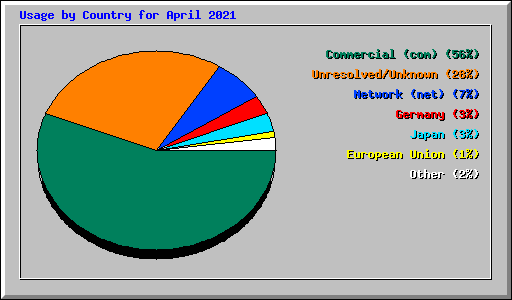 Usage by Country for April 2021
Commercial (com) (56%)
Unresolved/Unknown (28%)
Network (net) (7%)
Germany (3%)
Japan (3%)
European Union (1%)
Other (2%)